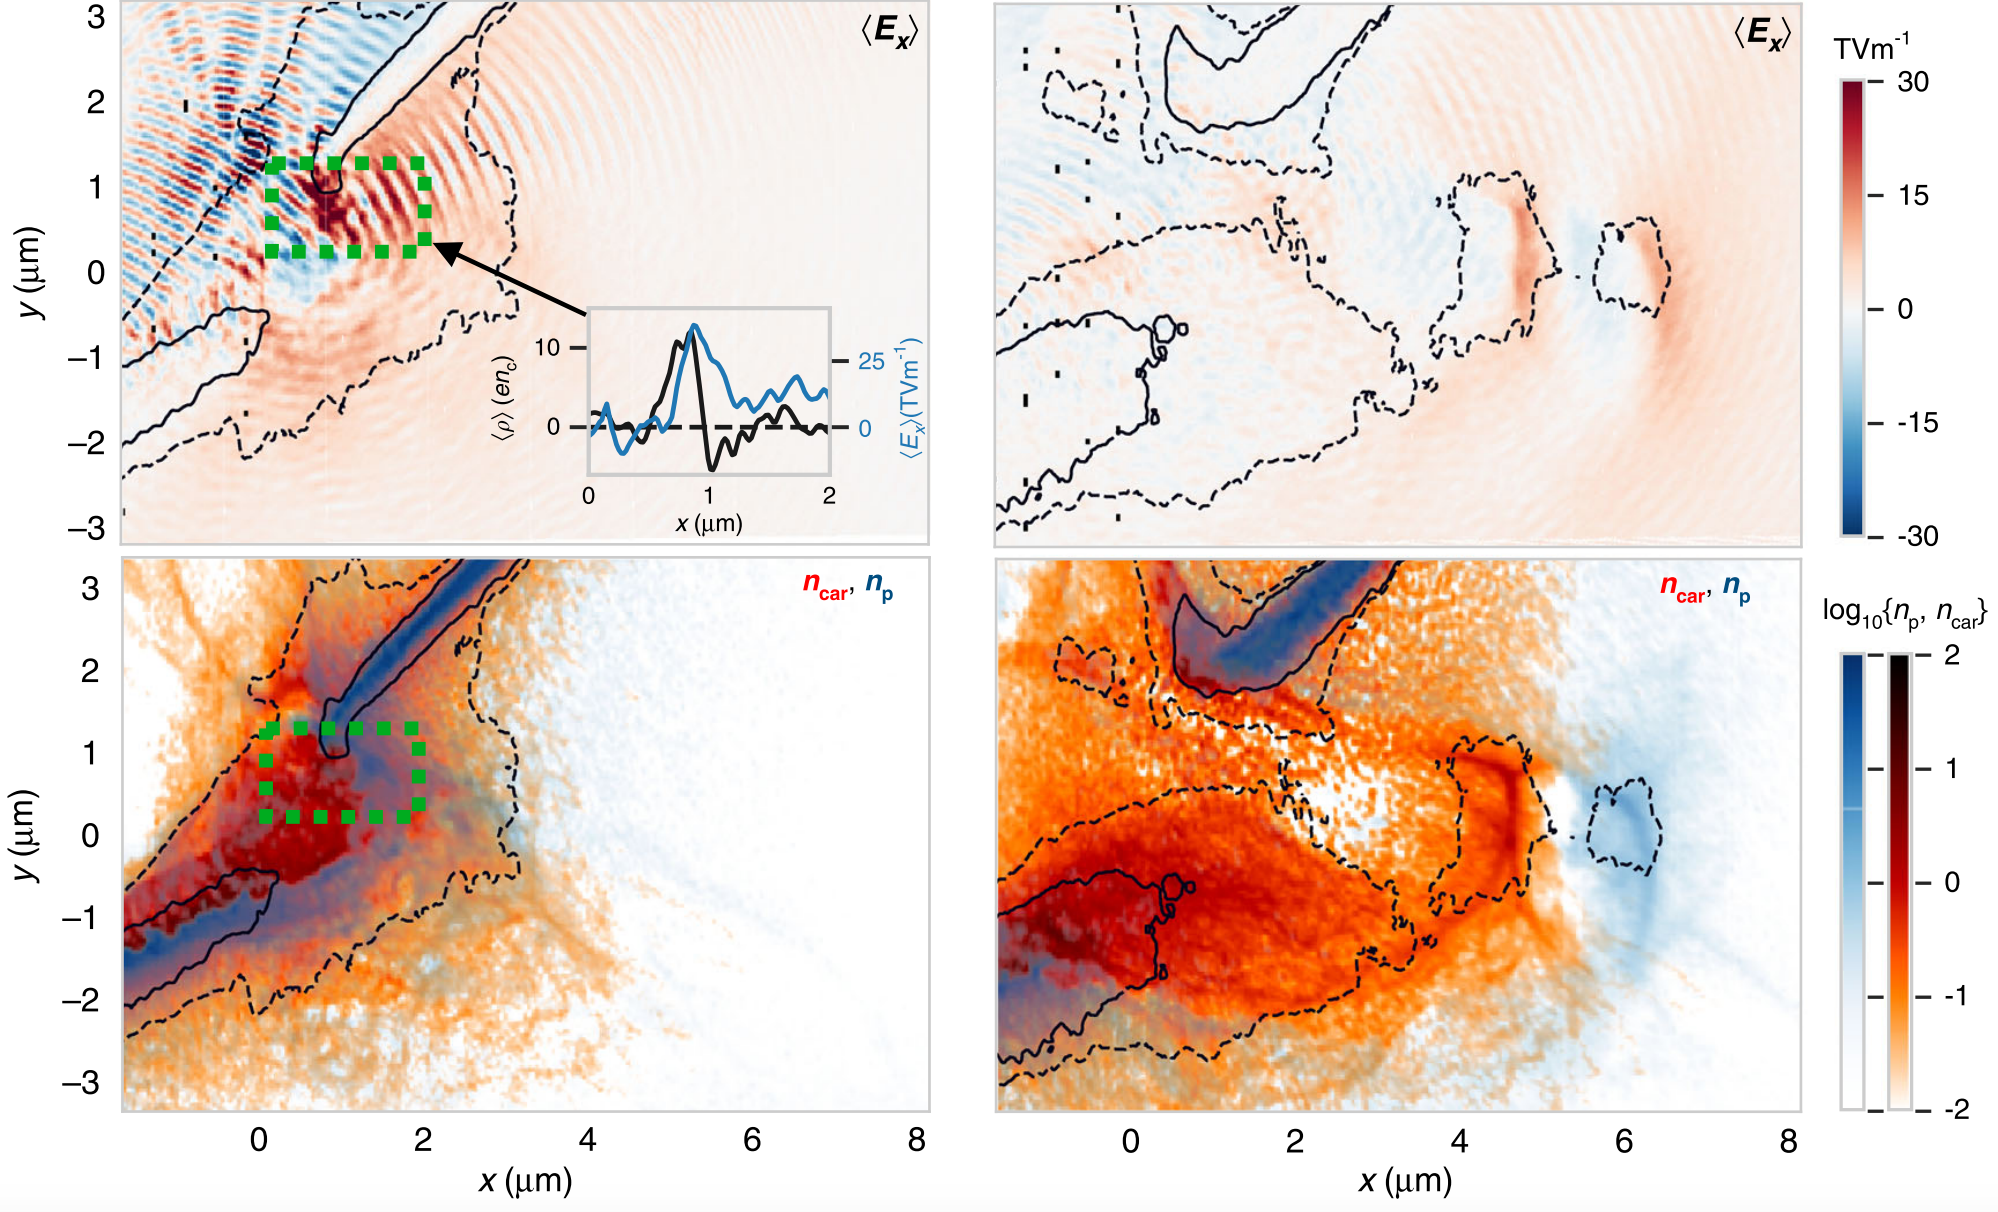 ⟨Eₓ⟩
3
2
1
0
–1
–2
–3
y (μm)
10
0
⟨ρ⟩ (enc)
25
0
⟨Eₓ⟩(TVm⁻¹)
0 1 2
x (μm)
⟨Eₓ⟩
TVm⁻¹
30
15
0
-15
-30
ncar, np
3
2
1
0
–1
–2
–3
y (μm)
0 2 4 6 8
x (μm)
ncar, np
0 2 4 6 8
x (μm)
log₁₀{np, ncar}
2
1
0
-1
-2